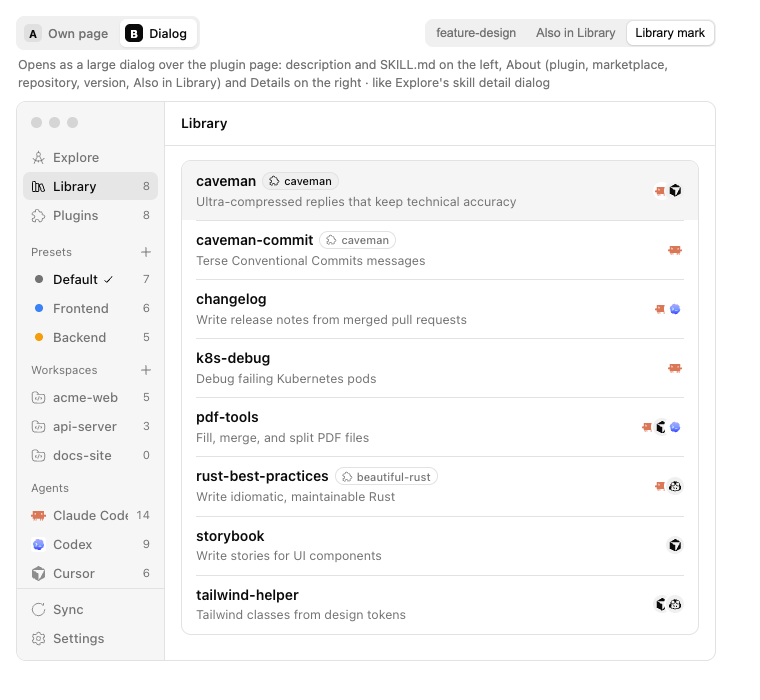 A Own page B Dialog
feature-design Also in Library Library mark
Opens as a large dialog over the plugin page: description and SKILL.md on the left, About (plugin, marketplace,
repository, version, Also in Library) and Details on the right · like Explore's skill detail dialog
Explore
Library 8
Plugins 8
Presets
Default ✓ 7
Frontend 6
Backend 5
Workspaces
acme-web 5
api-server 3
docs-site 0
Agents
Claude Code 14
Codex 9
Cursor 6
Sync
Settings
Library
caveman caveman
Ultra-compressed replies that keep technical accuracy
caveman-commit caveman
Terse Conventional Commits messages
changelog
Write release notes from merged pull requests
k8s-debug
Debug failing Kubernetes pods
pdf-tools
Fill, merge, and split PDF files
rust-best-practices beautiful-rust
Write idiomatic, maintainable Rust
storybook
Write stories for UI components
tailwind-helper
Tailwind classes from design tokens